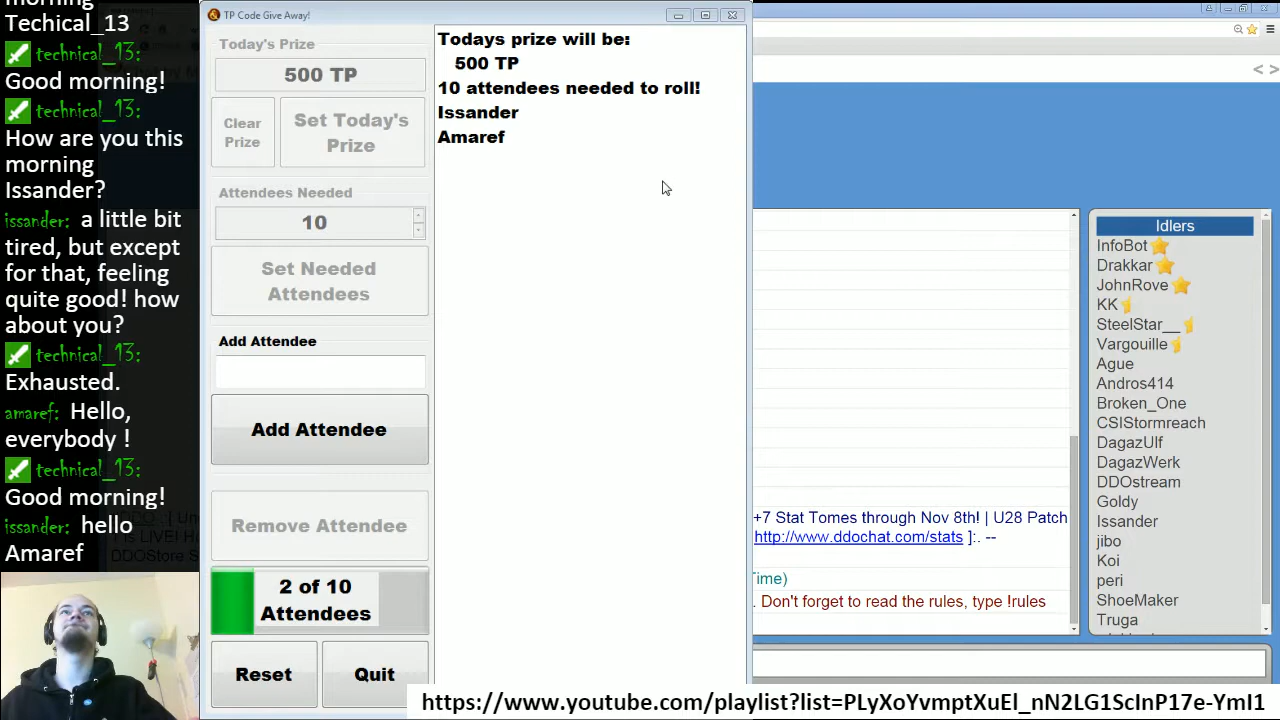 morning
Techical_13
technical_13:
Good morning!
technical_13:
How are you this
morning
Issander?
issander: a little bit
tired, but except
for that, feeling
quite good! how
about you?
technical_13:
Exhausted.
amaref: Hello,
everybody !
technical_13:
Good morning!
issander: hello
Amaref
TP Code Give Away!
Today's Prize
500 TP
Clear
Prize
Set Today's
Prize
Attendees Needed
10
Set Needed
Attendees
Add Attendee
Add Attendee
Remove Attendee
2 of 10
Attendees
Reset
Quit
Todays prize will be:
500 TP
10 attendees needed to roll!
Issander
Amaref
< >
+7 Stat Tomes through Nov 8th! | U28 Patch
http://www.ddochat.com/stats ]:. --
Time)
. Don't forget to read the rules, type !rules
Idlers
InfoBot
Drakkar
JohnRove
KK
SteelStar__
Vargouille
Ague
Andros414
Broken_One
CSIStormreach
DagazUlf
DagazWerk
DDOstream
Goldy
Issander
jibo
Koi
peri
ShoeMaker
Truga
https://www.youtube.com/playlist?list=PLyXoYvmptXuEl_nN2LG1ScInP17e-YmI1